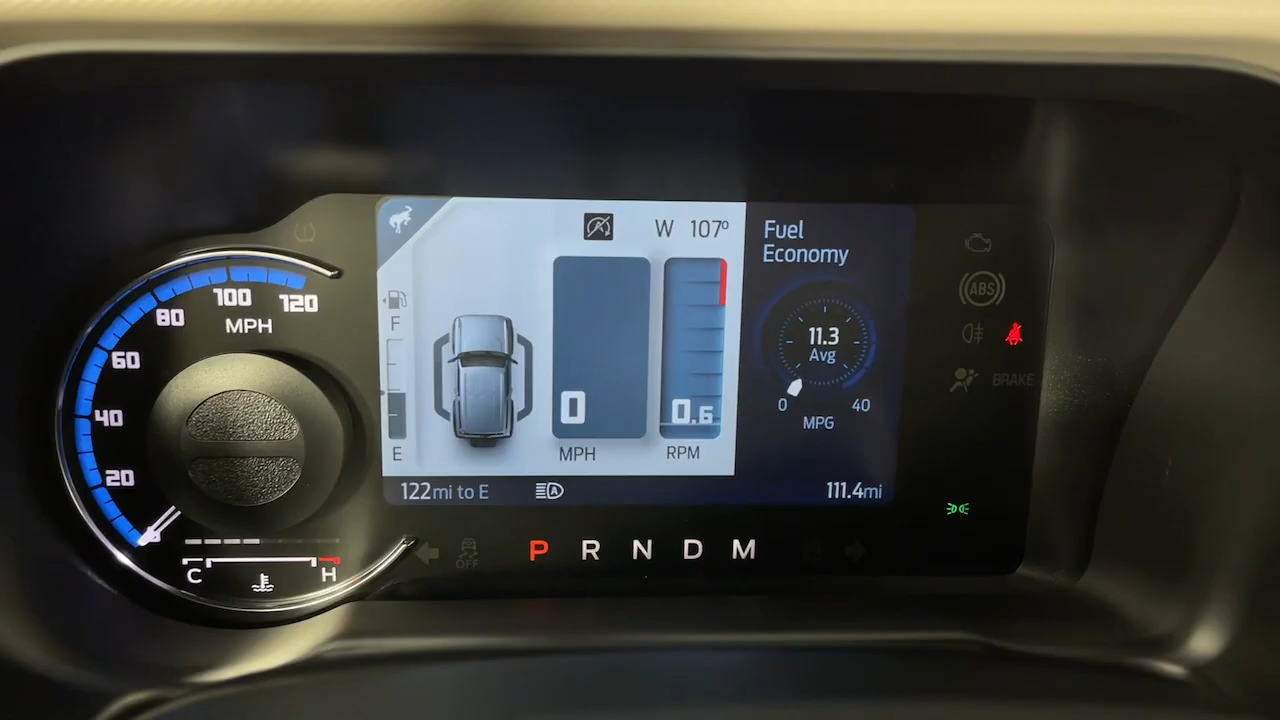 W 107°
Fuel
Economy
120
100
80
MPH
60
40
20
C
H
F
E
0
MPH
0.6
RPM
11.3
Avg
0
40
MPG
ABS
BRAKE
122mi to E
A
111.4mi
OFF
P R N D M